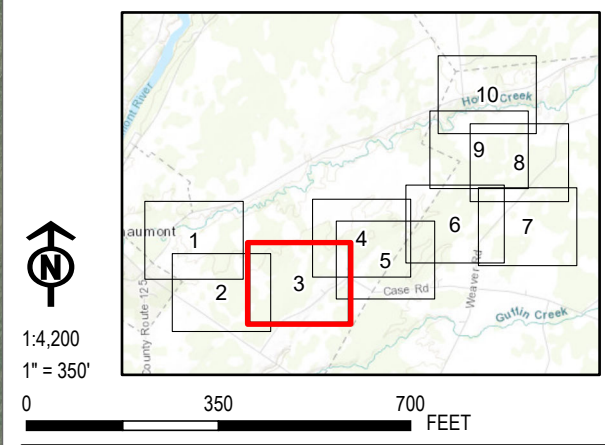 10
Creek
9
8
4
6
7
aumont
1
5
3
2
Case Rd
Weaver Rd
Guffin Creek
County Route 125
N
1:4,200
1" = 350'
0 350 700
FEET